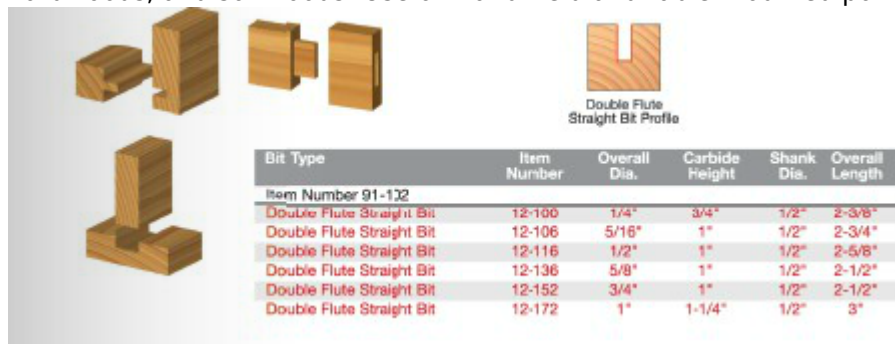 Double Flute
Straight Bit Profile
Bit Type Item Number Overall Dia. Carbide Height Shank Dia. Overall Length
Item Number 91-102
Double Flute Straight Bit 12-100 1/4" 3/4" 1/2" 2-3/8"
Double Flute Straight Bit 12-106 5/16" 1" 1/2" 2-3/4"
Double Flute Straight Bit 12-116 1/2" 1" 1/2" 2-5/8"
Double Flute Straight Bit 12-136 5/8" 1" 1/2" 2-1/2"
Double Flute Straight Bit 12-152 3/4" 1" 1/2" 2-1/2"
Double Flute Straight Bit 12-172 1" 1-1/4" 1/2" 3"